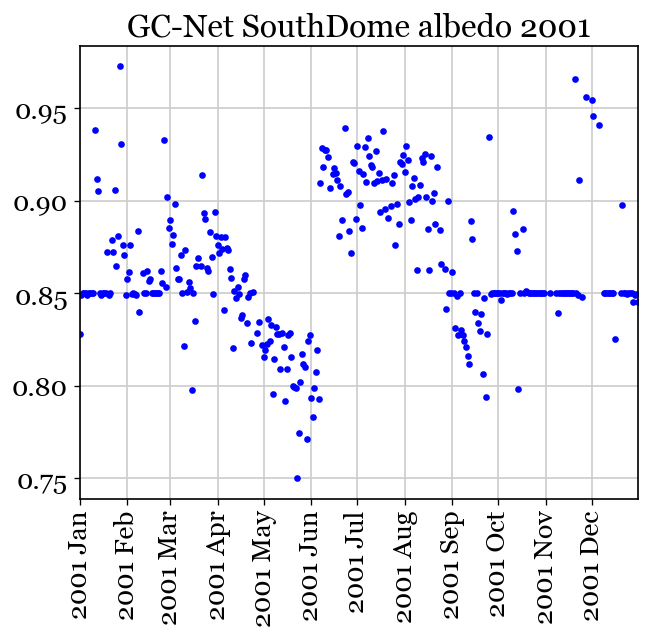 GC-Net SouthDome albedo 2001
0.95
0.90
0.85
0.80
0.75
2001 Jan
2001 Feb
2001 Mar
2001 Apr
2001 May
2001 Jun
2001 Jul
2001 Aug
2001 Sep
2001 Oct
2001 Nov
2001 Dec